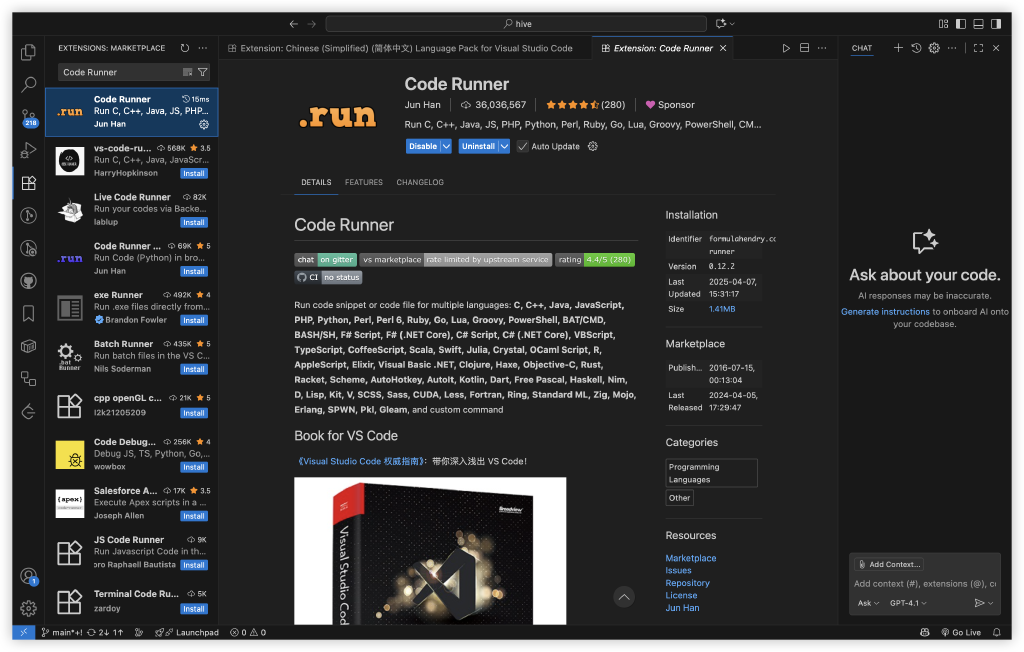 hive
EXTENSIONS: MARKETPLACE
Code Runner
Code Runner 15ms
Run C, C++, Java, JS, PHP...
Jun Han
vs-code-ru... 568K 3.5
Run C, C++, Java, JavaScr...
HarryHopkinson Install
Live Code Runner 82K
Run your codes via Backe...
lablup Install
Code Runner ... 69K 5
Run Code (Python) in bro...
Jun Han Install
exe Runner 492K 4
Run .exe files directly from...
Brandon Fowler Install
Batch Runner 435K 5
Run batch files in the VS C...
Nils Soderman Install
cpp openGL c... 21K 5
l2k21205209 Install
Code Debug... 256K 4
Debug JS, TS, Python, Go,...
wowbox Install
Salesforce A... 17K 3.5
Execute Apex scripts in a ...
Joseph Allen Install
JS Code Runner 9K
Run Javascript Code in th...
oro Raphaell Bautista Install
Terminal Code Ru... 5K
zardoy Install
.run
.run
bat
Runner
{apex}
218
1
Extension: Chinese (Simplified) (简体中文) Language Pack for Visual Studio Code
Extension: Code Runner
.run
Code Runner
Jun Han 36,036,567 (280) Sponsor
Run C, C++, Java, JS, PHP, Python, Perl, Ruby, Go, Lua, Groovy, PowerShell, CM...
Disable Uninstall Auto Update
DETAILS FEATURES CHANGELOG
Code Runner
chat on gitter vs marketplace rate limited by upstream service rating 4.4/5 (280)
CI no status
Run code snippet or code file for multiple languages: C, C++, Java, JavaScript,
PHP, Python, Perl, Perl 6, Ruby, Go, Lua, Groovy, PowerShell, BAT/CMD,
BASH/SH, F# Script, F# (.NET Core), C# Script, C# (.NET Core), VBScript,
TypeScript, CoffeeScript, Scala, Swift, Julia, Crystal, OCaml Script, R,
AppleScript, Elixir, Visual Basic .NET, Clojure, Haxe, Objective-C, Rust,
Racket, Scheme, AutoHotkey, AutoIt, Kotlin, Dart, Free Pascal, Haskell, Nim,
D, Lisp, Kit, V, SCSS, Sass, CUDA, Less, Fortran, Ring, Standard ML, Zig, Mojo,
Erlang, SPWN, Pkl, Gleam, and custom command
Book for VS Code
《Visual Studio Code 权威指南》：带你深入浅出 VS Code!
Broadview
Visual Studio Cod
Installation
Identifier formulahendry.cc
runner
Version 0.12.2
Last 2025-04-07,
Updated 15:31:17
Size 1.41MB
Marketplace
Publish... 2016-07-15,
00:13:04
Last 2024-04-05,
Released 17:29:47
Categories
Programming
Languages
Other
Resources
Marketplace
Issues
Repository
License
Jun Han
CHAT
Ask about your code.
AI responses may be inaccurate.
Generate instructions to onboard AI onto
your codebase.
Add Context...
Add context (#), extensions (@), cc
Ask GPT-4.1
main*+! 2↓ 1↑ Launchpad 0 0 Go Live